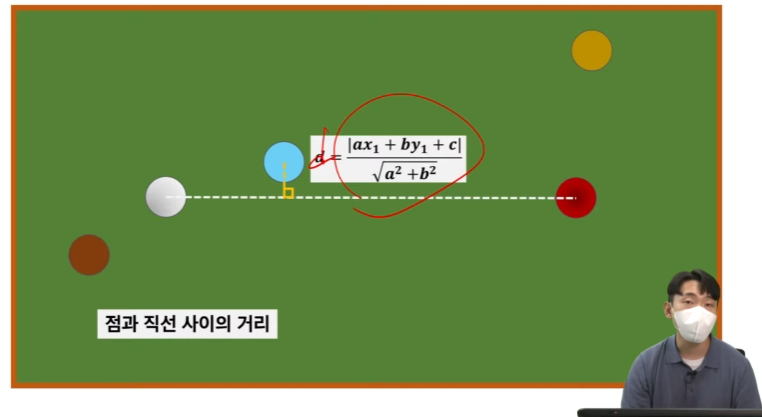 d = |ax₁ + by₁ + c| / √(a² + b²)
점과 직선 사이의 거리